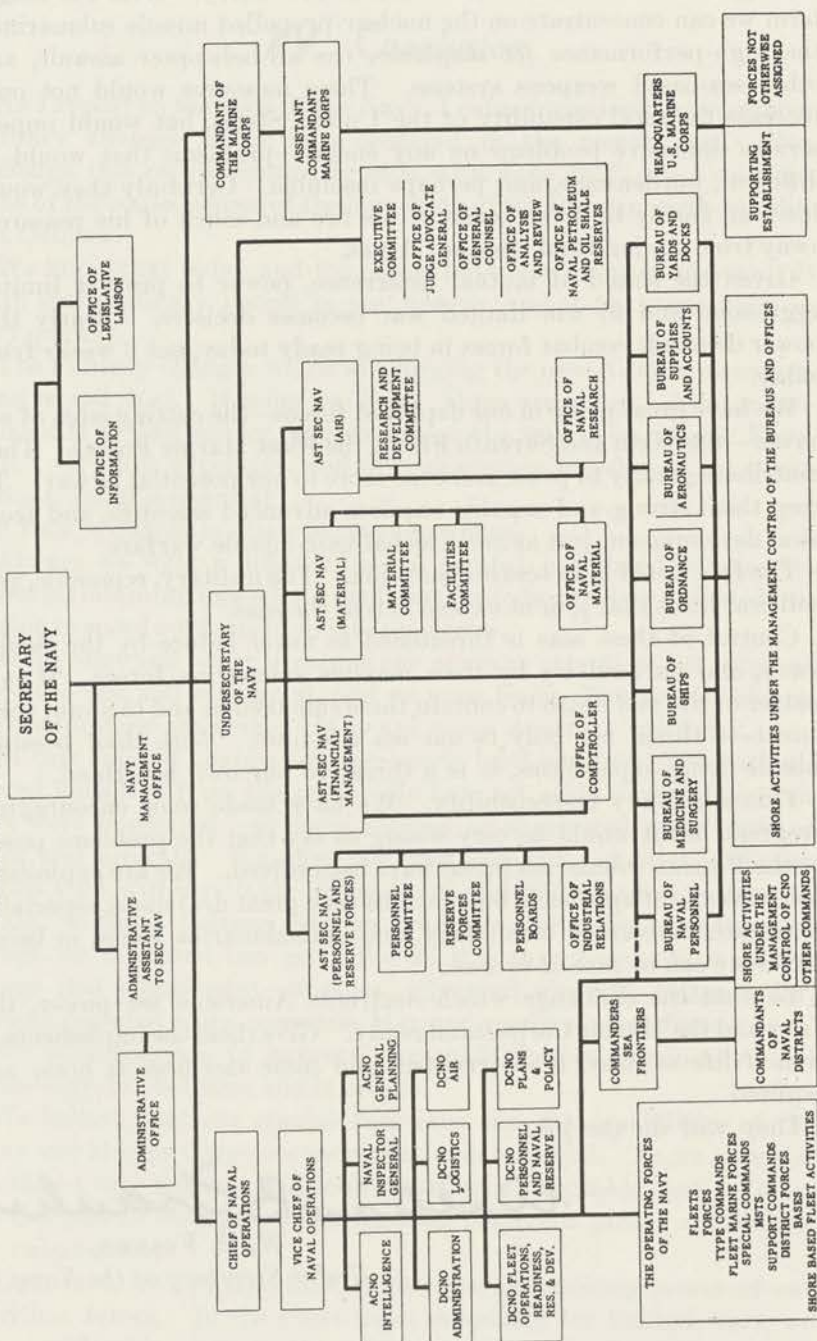 SECRETARY
OF THE NAVY
OFFICE OF
INFORMATION
OFFICE OF
LEGISLATIVE
LIAISON
ADMINISTRATIVE
OFFICE
ADMINISTRATIVE
ASSISTANT
TO SEC NAV
NAVY
MANAGEMENT
OFFICE
CHIEF OF NAVAL
OPERATIONS
UNDERSECRETARY
OF THE
NAVY
COMMANDANT OF
THE MARINE
CORPS
VICE CHIEF OF
NAVAL OPERATIONS
ASSISTANT
COMMANDANT
MARINE CORPS
ACNO
INTELLIGENCE
NAVAL
INSPECTOR
GENERAL
ACNO
GENERAL
PLANNING
DCNO
ADMINISTRATION
DCNO
LOGISTICS
DCNO
AIR
DCNO FLEET
OPERATIONS,
READINESS,
RES. & DEV.
DCNO
PERSONNEL
AND NAVAL
RESERVE
DCNO
PLANS
&
POLICY
AST SEC NAV
(PERSONNEL AND
RESERVE FORCES)
PERSONNEL
COMMITTEE
RESERVE
FORCES
COMMITTEE
PERSONNEL
BOARDS
OFFICE OF
INDUSTRIAL
RELATIONS
AST SEC NAV
(FINANCIAL
MANAGEMENT)
OFFICE OF
COMPTROLLER
AST SEC NAV
(MATERIAL)
MATERIAL
COMMITTEE
FACILITIES
COMMITTEE
OFFICE OF
NAVAL
MATERIAL
AST SEC NAV
(AIR)
RESEARCH AND
DEVELOPMENT
COMMITTEE
OFFICE OF
NAVAL
RESEARCH
EXECUTIVE
COMMITTEE
OFFICE OF
JUDGE ADVOCATE
GENERAL
OFFICE OF
GENERAL
COUNSEL
OFFICE OF
ANALYSES
AND REVIEW
OFFICE OF
NAVAL PETROLEUM
AND OIL SHALE
RESERVES
COMMANDERS
SEA
FRONTIERS
BUREAU OF
NAVAL
PERSONNEL
BUREAU OF
MEDICINE AND
SURGERY
BUREAU OF
SHIPS
BUREAU OF
ORDNANCE
BUREAU OF
AERONAUTICS
BUREAU OF
SUPPLIES
AND ACCOUNTS
BUREAU OF
YARDS AND
DOCKS
HEADQUARTERS
U.S. MARINE
CORPS
THE OPERATING FORCES
OF THE NAVY
FLEETS
FORCES
TYPE COMMANDS
FLEET MARINE FORCES
SPECIAL COMMANDS
MSTS
SUPPORT COMMANDS
DISTRICT FORCES
BASES
SHORE BASED FLEET ACTIVITIES
COMMANDANTS
OF
NAVAL
DISTRICTS
SHORE ACTIVITIES
UNDER THE
MANAGEMENT
CONTROL OF CNO
OTHER COMMANDS
SHORE ACTIVITIES UNDER THE MANAGEMENT CONTROL OF THE BUREAUS AND OFFICES
SUPPORTING
ESTABLISHMENT
FORCES NOT
OTHERWISE
ASSIGNED